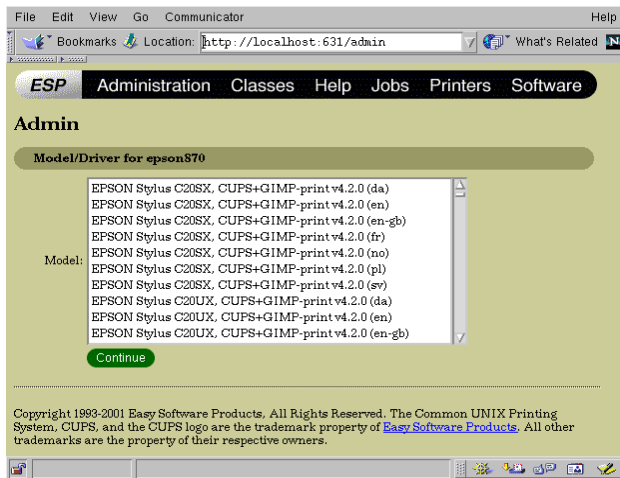 File Edit View Go Communicator Help
Bookmarks Location: http://localhost:631/admin What's Related N
ESP Administration Classes Help Jobs Printers Software
Admin
Model/Driver for epson870
EPSON Stylus C20SX, CUPS+GIMP-print v4.2.0 (da)
EPSON Stylus C20SX, CUPS+GIMP-print v4.2.0 (en)
EPSON Stylus C20SX, CUPS+GIMP-print v4.2.0 (en-gb)
EPSON Stylus C20SX, CUPS+GIMP-print v4.2.0 (fr)
Model: EPSON Stylus C20SX, CUPS+GIMP-print v4.2.0 (no)
EPSON Stylus C20SX, CUPS+GIMP-print v4.2.0 (pl)
EPSON Stylus C20SX, CUPS+GIMP-print v4.2.0 (sv)
EPSON Stylus C20UX, CUPS+GIMP-print v4.2.0 (da)
EPSON Stylus C20UX, CUPS+GIMP-print v4.2.0 (en)
EPSON Stylus C20UX, CUPS+GIMP-print v4.2.0 (en-gb)
Continue
Copyright 1993-2001 Easy Software Products, All Rights Reserved. The Common UNIX Printing
System, CUPS, and the CUPS logo are the trademark property of Easy Software Products. All other
trademarks are the property of their respective owners.